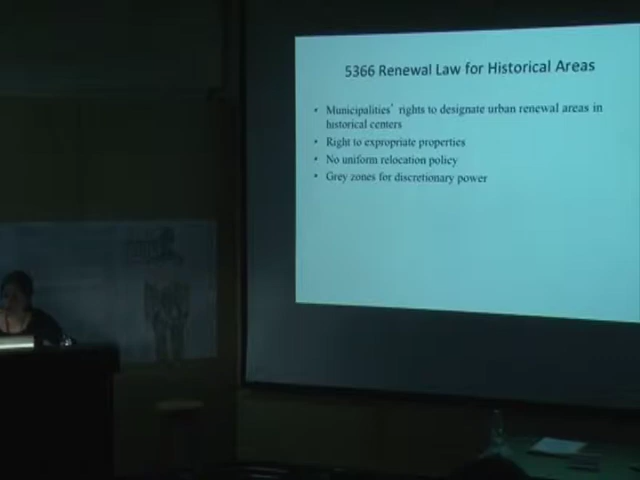 5366 Renewal Law for Historical Areas
• Municipalities' rights to designate urban renewal areas in
historical centers
• Right to expropriate properties
• No uniform relocation policy
• Grey zones for discretionary power